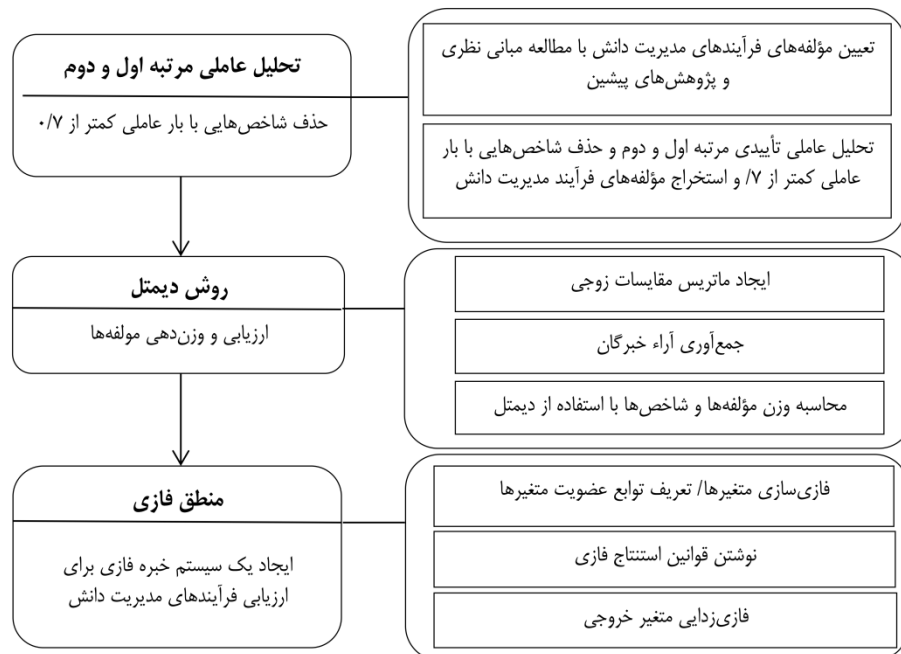 تحلیل عاملی مرتبه اول و دوم
حذف شاخص‌هایی با بار عاملی کمتر از ۰/۷
تعیین مؤلفه‌های فرآیندهای مدیریت دانش با مطالعه مبانی نظری
و پژوهش‌های پیشین
تحلیل عاملی تأییدی مرتبه اول و دوم و حذف شاخص‌هایی با بار
عاملی کمتر از ۷/ و استخراج مؤلفه‌های فرآیند مدیریت دانش
روش دیمتل
ارزیابی و وزن‌دهی مولفه‌ها
ایجاد ماتریس مقایسات زوجی
جمع‌آوری آراء خبرگان
محاسبه وزن مؤلفه‌ها و شاخص‌ها با استفاده از دیمتل
منطق فازی
ایجاد یک سیستم خبره فازی برای
ارزیابی فرآیندهای مدیریت دانش
فازی‌سازی متغیرها/ تعریف توابع عضویت متغیرها
نوشتن قوانین استنتاج فازی
فازی‌زدایی متغیر خروجی